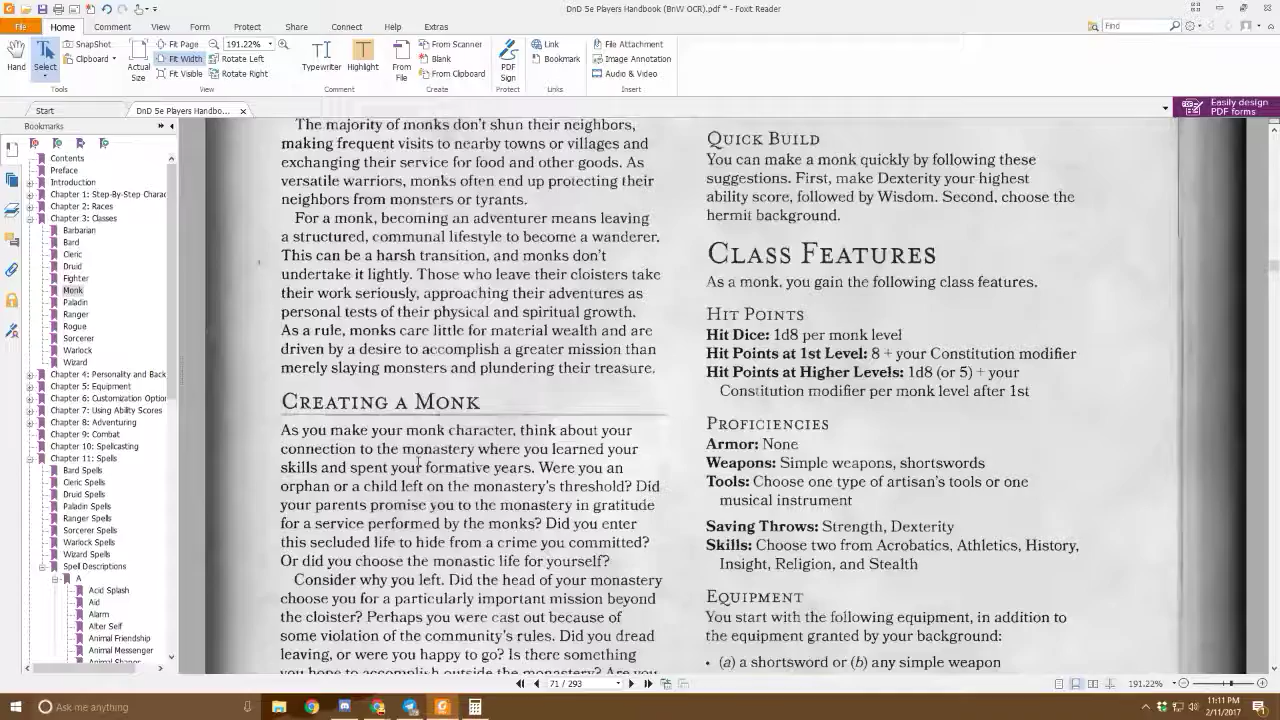 DnD 5e Players Handbook (BnW OCR).pdf * - Foxit Reader
File
Home
Comment
View
Form
Protect
Share
Connect
Help
Extras
Find
Hand
Select
SnapShot
Clipboard
Tools
Actual Size
Fit Page
Fit Width
Fit Visible
191.22%
Rotate Left
Rotate Right
View
Typewriter
Highlight
Comment
From File
From Scanner
Blank
From Clipboard
Create
PDF Sign
Protect
Link
Bookmark
Links
File Attachment
Image Annotation
Audio & Video
Insert
Start
DnD 5e Players Handbo...
Easily design
PDF forms
Bookmarks
Contents
Preface
Introduction
Chapter 1: Step-By-Step Charac
Chapter 2: Races
Chapter 3: Classes
Barbarian
Bard
Cleric
Druid
Fighter
Monk
Paladin
Ranger
Rogue
Sorcerer
Warlock
Wizard
Chapter 4: Personality and Back
Chapter 5: Equipment
Chapter 6: Customization Option
Chapter 7: Using Ability Scores
Chapter 8: Adventuring
Chapter 9: Combat
Chapter 10: Spellcasting
Chapter 11: Spells
Bard Spells
Cleric Spells
Druid Spells
Paladin Spells
Ranger Spells
Sorcerer Spells
Warlock Spells
Wizard Spells
Spell Descriptions
A
Acid Splash
Aid
Alarm
Alter Self
Animal Friendship
Animal Messenger
Animal Shapes
The majority of monks don't shun their neighbors,
making frequent visits to nearby towns or villages and
exchanging their service for food and other goods. As
versatile warriors, monks often end up protecting their
neighbors from monsters or tyrants.
For a monk, becoming an adventurer means leaving
a structured, communal lifestyle to become a wanderer.
This can be a harsh transition, and monks don't
undertake it lightly. Those who leave their cloisters take
their work seriously, approaching their adventures as
personal tests of their physical and spiritual growth.
As a rule, monks care little for material wealth and are
driven by a desire to accomplish a greater mission than
merely slaying monsters and plundering their treasure.
CREATING A MONK
As you make your monk character, think about your
connection to the monastery where you learned your
skills and spent your formative years. Were you an
orphan or a child left on the monastery's threshold? Did
your parents promise you to the monastery in gratitude
for a service performed by the monks? Did you enter
this secluded life to hide from a crime you committed?
Or did you choose the monastic life for yourself?
Consider why you left. Did the head of your monastery
choose you for a particularly important mission beyond
the cloister? Perhaps you were cast out because of
some violation of the community's rules. Did you dread
leaving, or were you happy to go? Is there something
you hope to accomplish outside the monastery? Are you
QUICK BUILD
You can make a monk quickly by following these
suggestions. First, make Dexterity your highest
ability score, followed by Wisdom. Second, choose the
hermit background.
CLASS FEATURES
As a monk, you gain the following class features.
HIT POINTS
Hit Dice: 1d8 per monk level
Hit Points at 1st Level: 8 + your Constitution modifier
Hit Points at Higher Levels: 1d8 (or 5) + your
Constitution modifier per monk level after 1st
PROFICIENCIES
Armor: None
Weapons: Simple weapons, shortswords
Tools: Choose one type of artisan's tools or one
musical instrument
Saving Throws: Strength, Dexterity
Skills: Choose two from Acrobatics, Athletics, History,
Insight, Religion, and Stealth
EQUIPMENT
You start with the following equipment, in addition to
the equipment granted by your background:
• (a) a shortsword or (b) any simple weapon
71 / 293
191.22%
Ask me anything
11:11 PM
2/11/2017